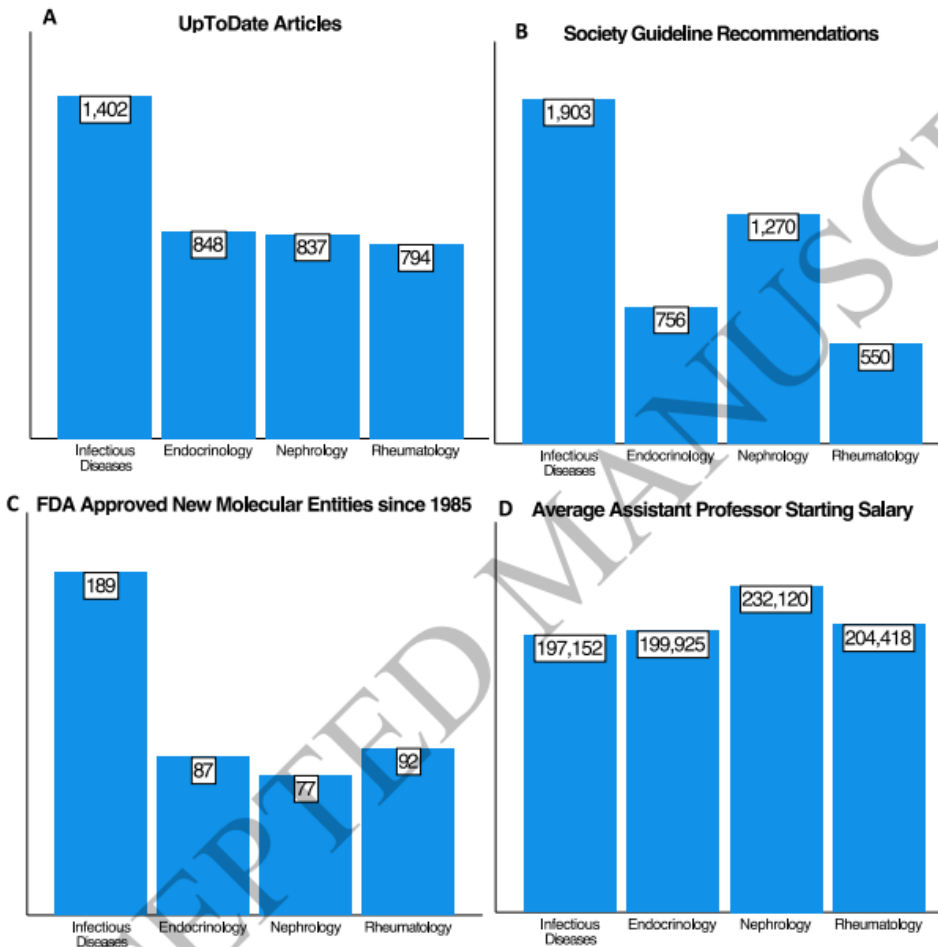 A
UpToDate Articles
1,402
848
837
794
Infectious
Diseases
Endocrinology
Nephrology
Rheumatology
B
Society Guideline Recommendations
1,903
756
1,270
550
Infectious
Diseases
Endocrinology
Nephrology
Rheumatology
C
FDA Approved New Molecular Entities since 1985
189
87
77
92
Infectious
Diseases
Endocrinology
Nephrology
Rheumatology
D
Average Assistant Professor Starting Salary
197,152
199,925
232,120
204,418
Infectious
Diseases
Endocrinology
Nephrology
Rheumatology
EPTED MANUSC